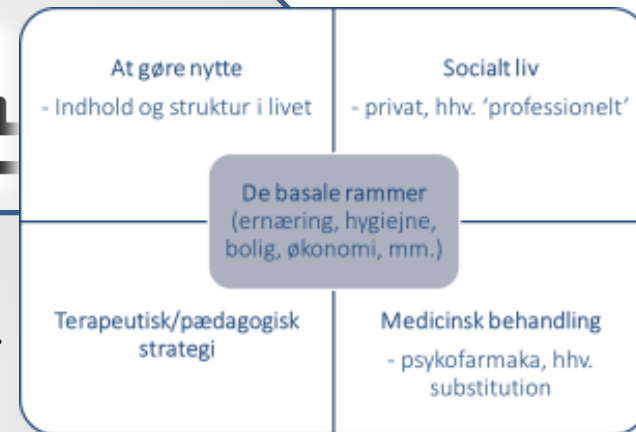 At gøre nytte
- Indhold og struktur i livet
Socialt liv
- privat, hhv. ‘professionelt’
De basale rammer
(ernæring, hygiejne,
bolig, økonomi, mm.)
Terapeutisk/pædagogisk
strategi
Medicinsk behandling
- psykofarmaka, hhv.
substitution